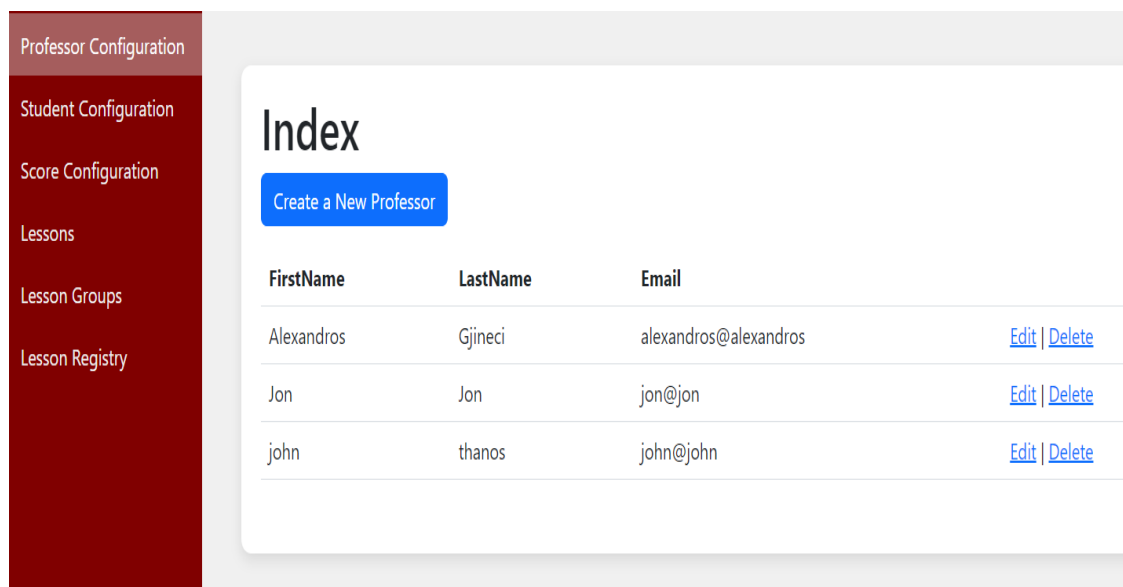 Professor Configuration
Student Configuration
Score Configuration
Lessons
Lesson Groups
Lesson Registry
Index
Create a New Professor
FirstName LastName Email
Alexandros Gjineci alexandros@alexandros Edit | Delete
Jon Jon jon@jon Edit | Delete
john thanos john@john Edit | Delete